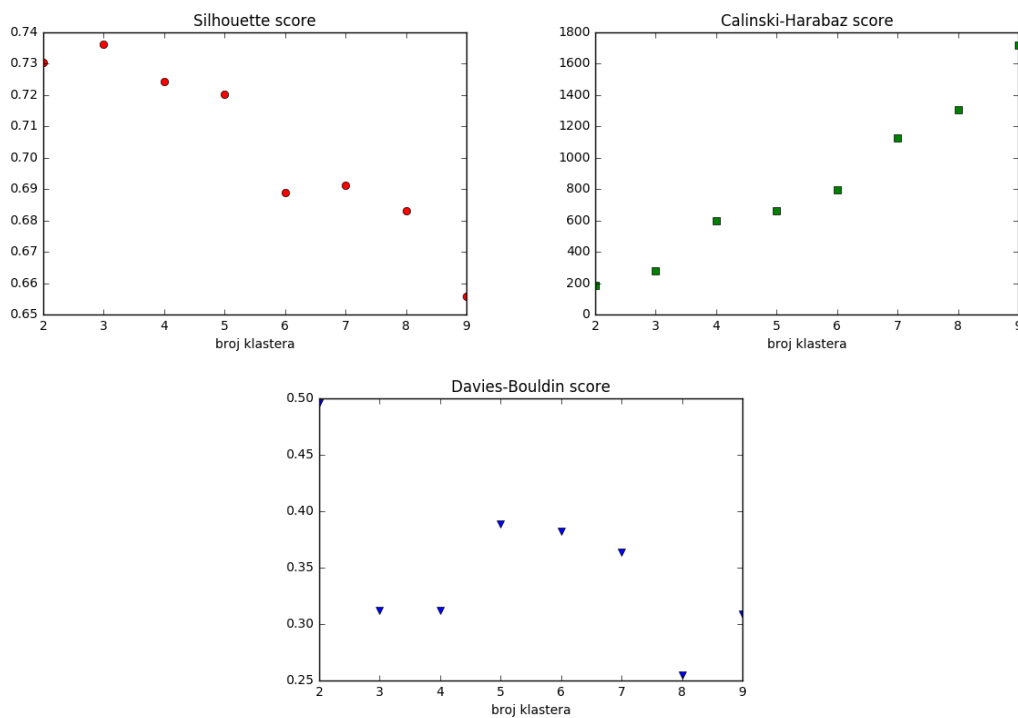 Silhouette score
0.74
0.73
0.72
0.71
0.70
0.69
0.68
0.67
0.66
0.65
2 3 4 5 6 7 8 9
broj klastera
Calinski-Harabaz score
1800
1600
1400
1200
1000
800
600
400
200
0
2 3 4 5 6 7 8 9
broj klastera
Davies-Bouldin score
0.50
0.45
0.40
0.35
0.30
0.25
2 3 4 5 6 7 8 9
broj klastera